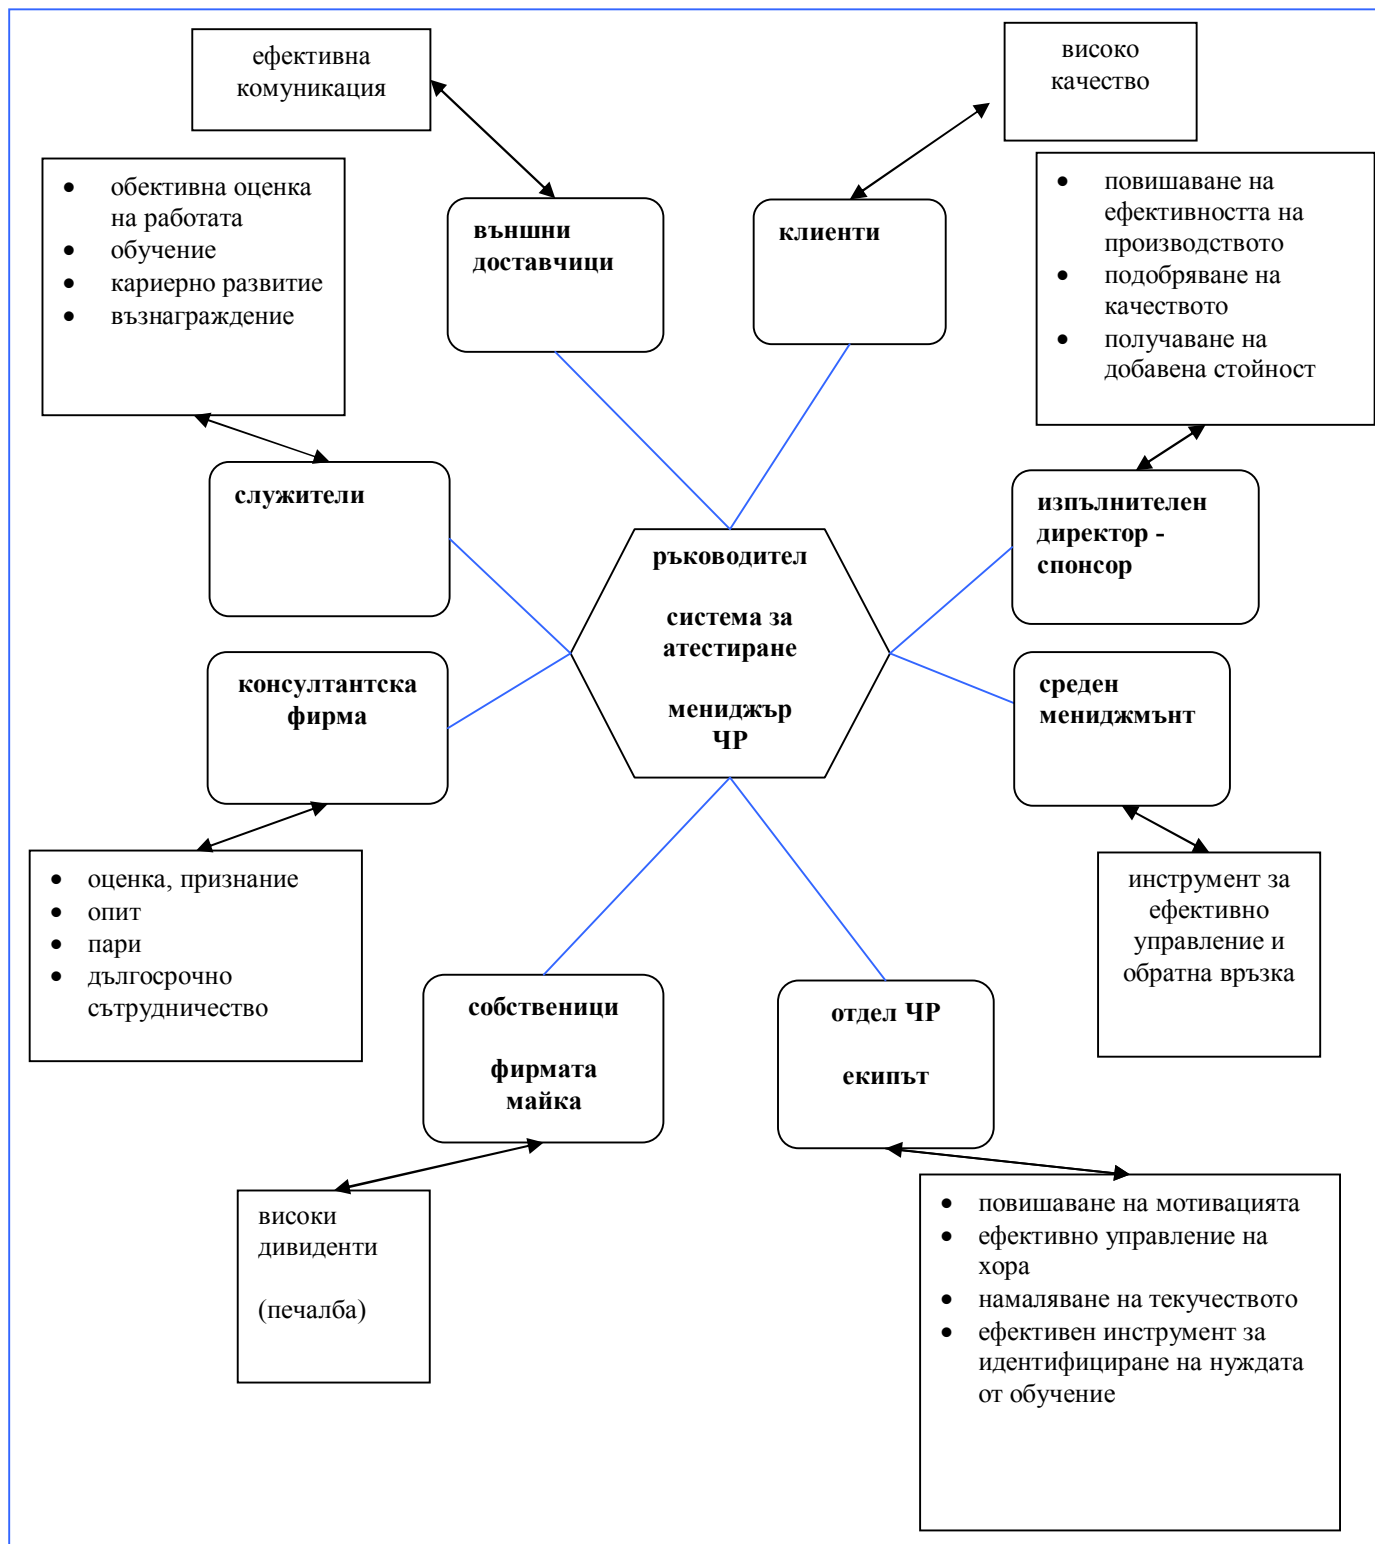 ефективна
комуникация
високо
качество
• обективна оценка
на работата
• обучение
• кариерно развитие
• възнаграждение
външни
доставчици
клиенти
• повишаване на
ефективността на
производството
• подобряване на
качеството
• получаване на
добавена стойност
служители
изпълнителен
директор -
спонсор
ръководител
система за
атестиране
мениджър
ЧР
консултантска
фирма
среден
мениджмънт
• оценка, признание
• опит
• пари
• дългосрочно
сътрудничество
инструмент за
ефективно
управление и
обратна връзка
собственици
фирмата
майка
отдел ЧР
екипът
високи
дивиденти
(печалба)
• повишаване на мотивацията
• ефективно управление на
хора
• намаляване на текучеството
• ефективен инструмент за
идентифициране на нуждата
от обучение